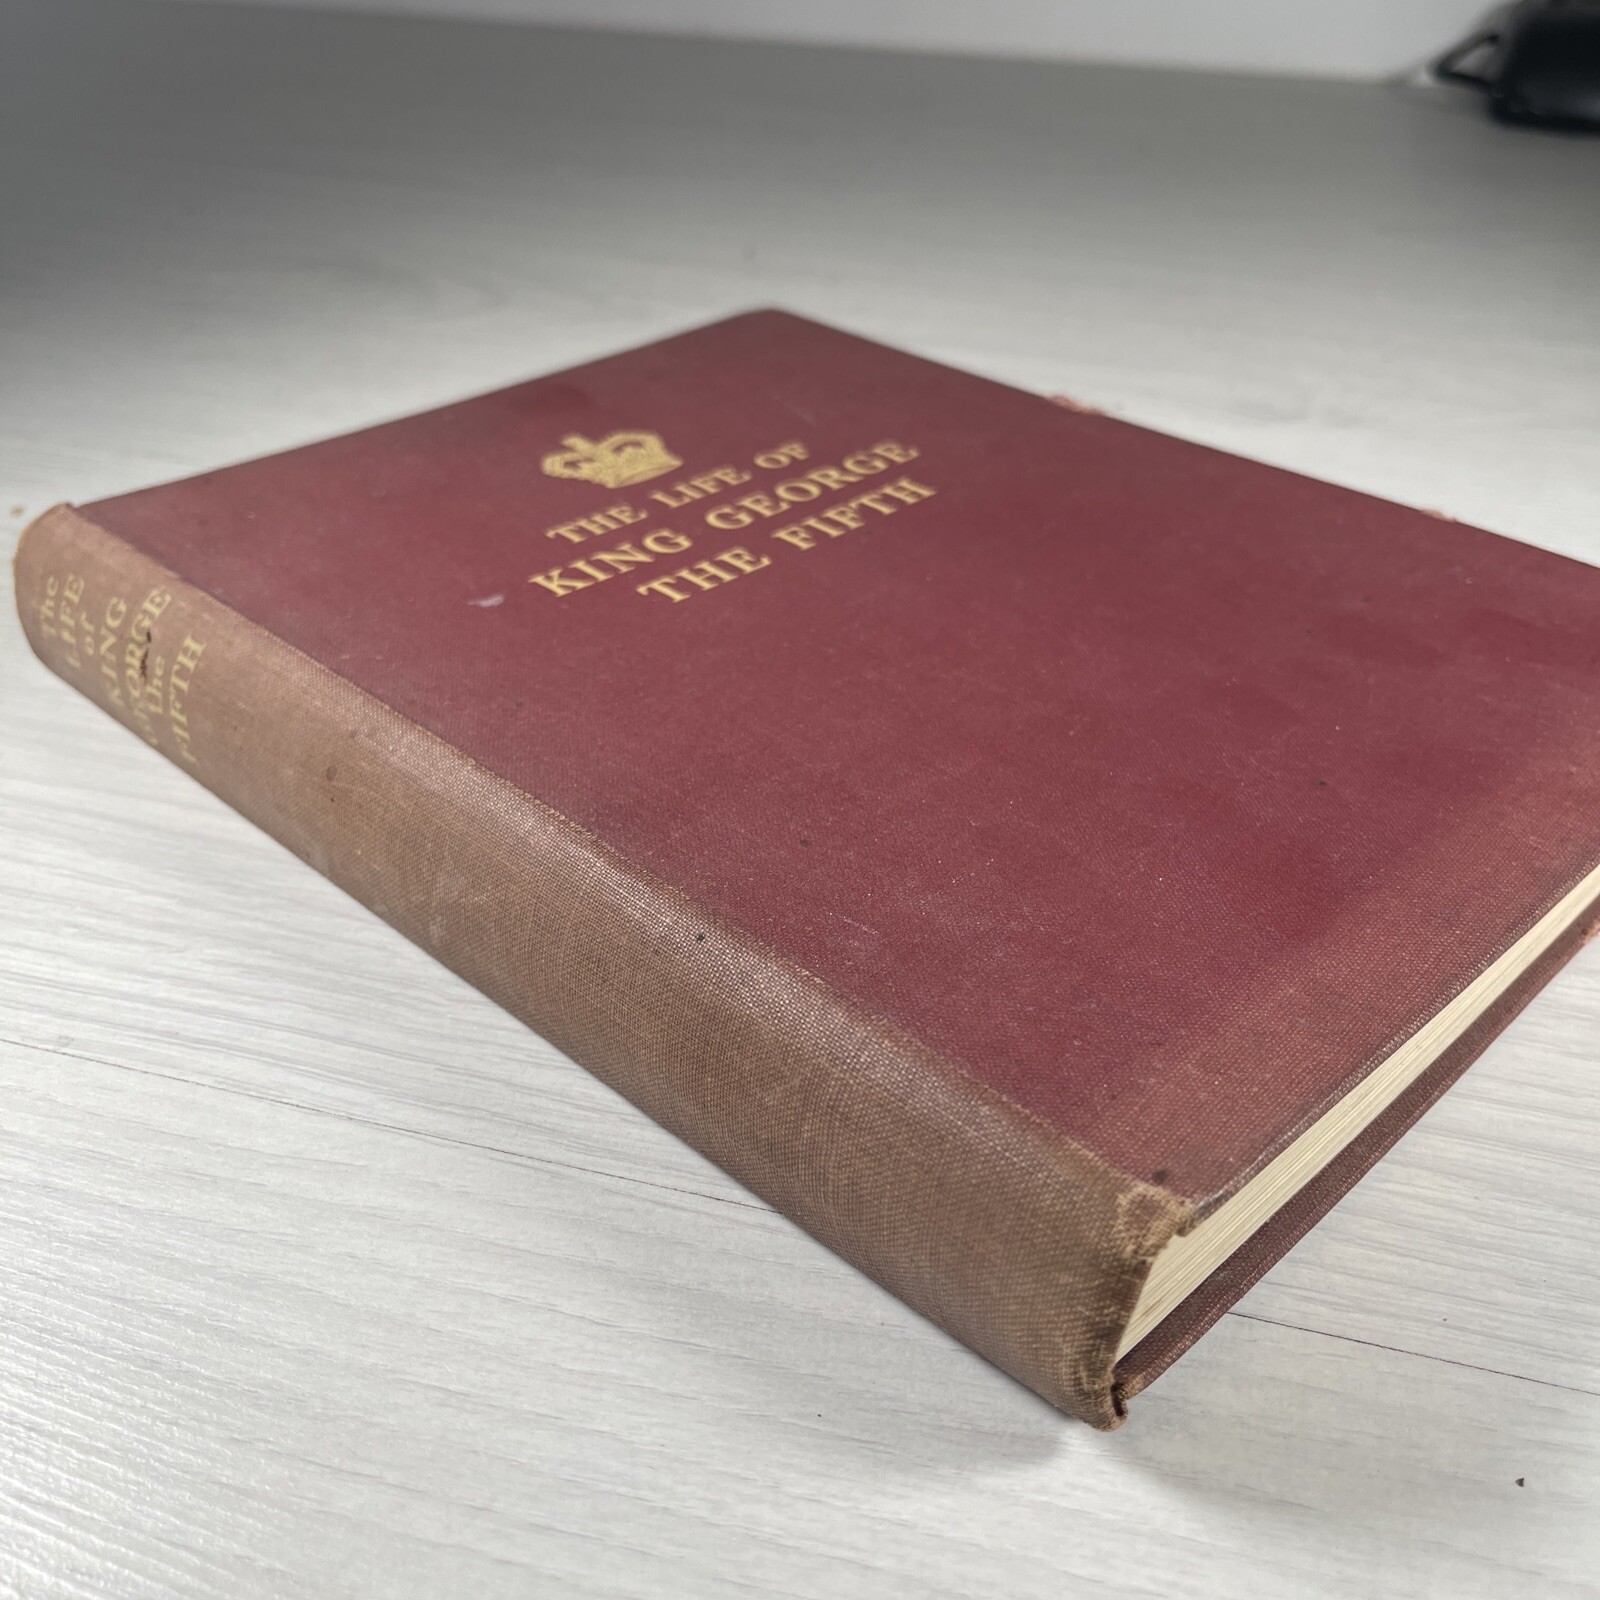 THE LIFE OF
KING GEORGE
THE FIFTH
The
LIFE
of
KING
GEORGE
the
FIFTH